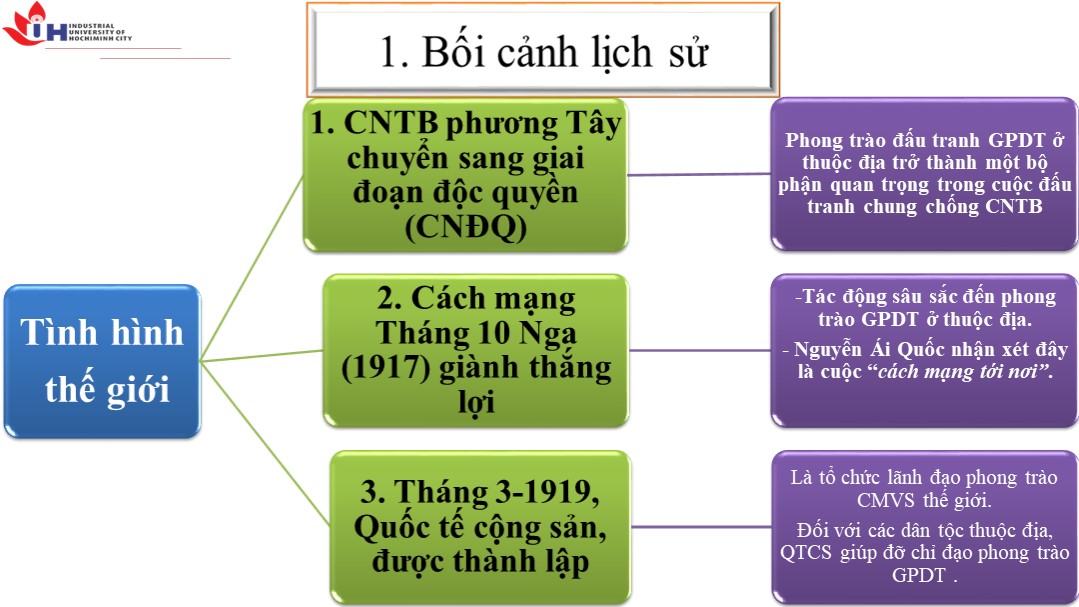 INDUSTRIAL
UNIVERSITY OF
HOCHIMINH CITY
IUH
1. Bối cảnh lịch sử
Tình hình
thế giới
1. CNTB phương Tây
chuyển sang giai
đoạn độc quyền
(CNĐQ)
Phong trào đấu tranh GPDT ở
thuộc địa trở thành một bộ
phận quan trọng trong cuộc đấu
tranh chung chống CNTB
2. Cách mạng
Tháng 10 Nga
(1917) giành thắng
lợi
-Tác động sâu sắc đến phong
trào GPDT ở thuộc địa.
- Nguyễn Ái Quốc nhận xét đây
là cuộc “cách mạng tới nơi”.
3. Tháng 3-1919,
Quốc tế cộng sản,
được thành lập
Là tổ chức lãnh đạo phong trào
CMVS thế giới.
Đối với các dân tộc thuộc địa,
QTCS giúp đỡ chỉ đạo phong trào
GPDT .